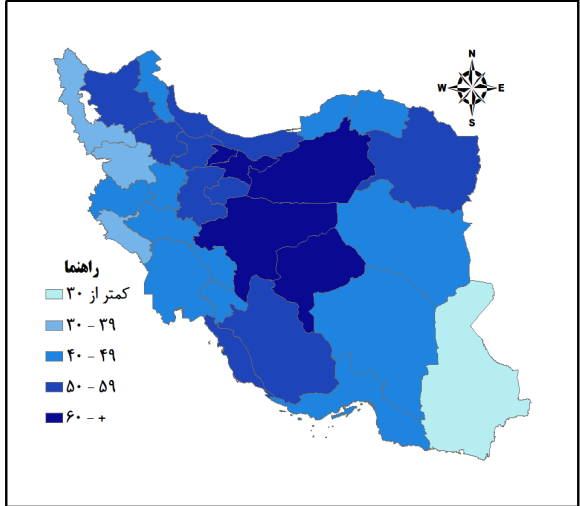 N
W E
S
راهنما
کمتر از ۳۰
۳۰ - ۳۹
۴۰ - ۴۹
۵۰ - ۵۹
۶۰ - +